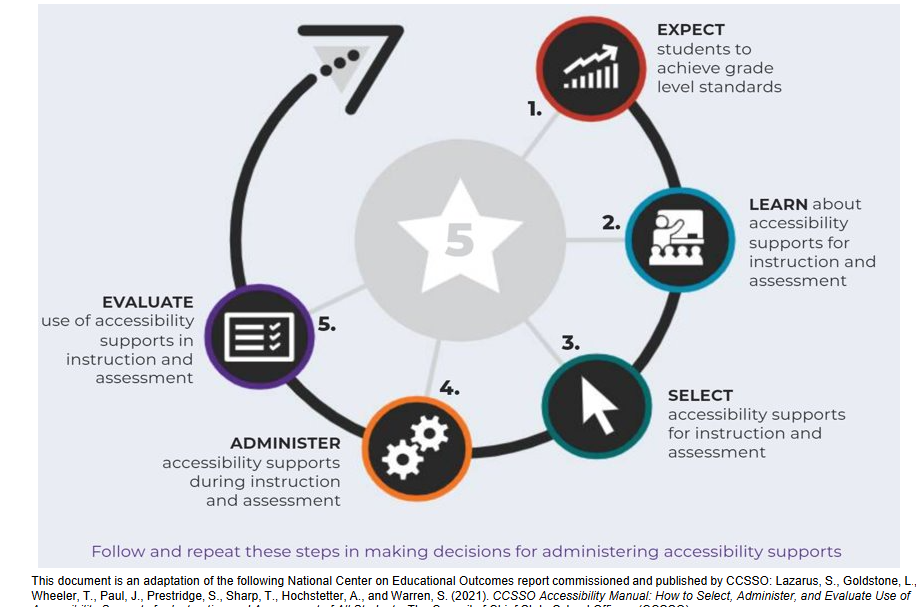 1.
EXPECT
students to
achieve grade
level standards
2.
LEARN about
accessibility
supports for
instruction and
assessment
3.
SELECT
accessibility supports
for instruction and
assessment
4.
ADMINISTER
accessibility supports
during instruction
and assessment
5.
EVALUATE
use of accessibility
supports in
instruction and
assessment
5
Follow and repeat these steps in making decisions for administering accessibility supports
This document is an adaptation of the following National Center on Educational Outcomes report commissioned and published by CCSSO: Lazarus, S., Goldstone, L.,
Wheeler, T., Paul, J., Prestridge, S., Sharp, T., Hochstetter, A., and Warren, S. (2021). CCSSO Accessibility Manual: How to Select, Administer, and Evaluate Use of